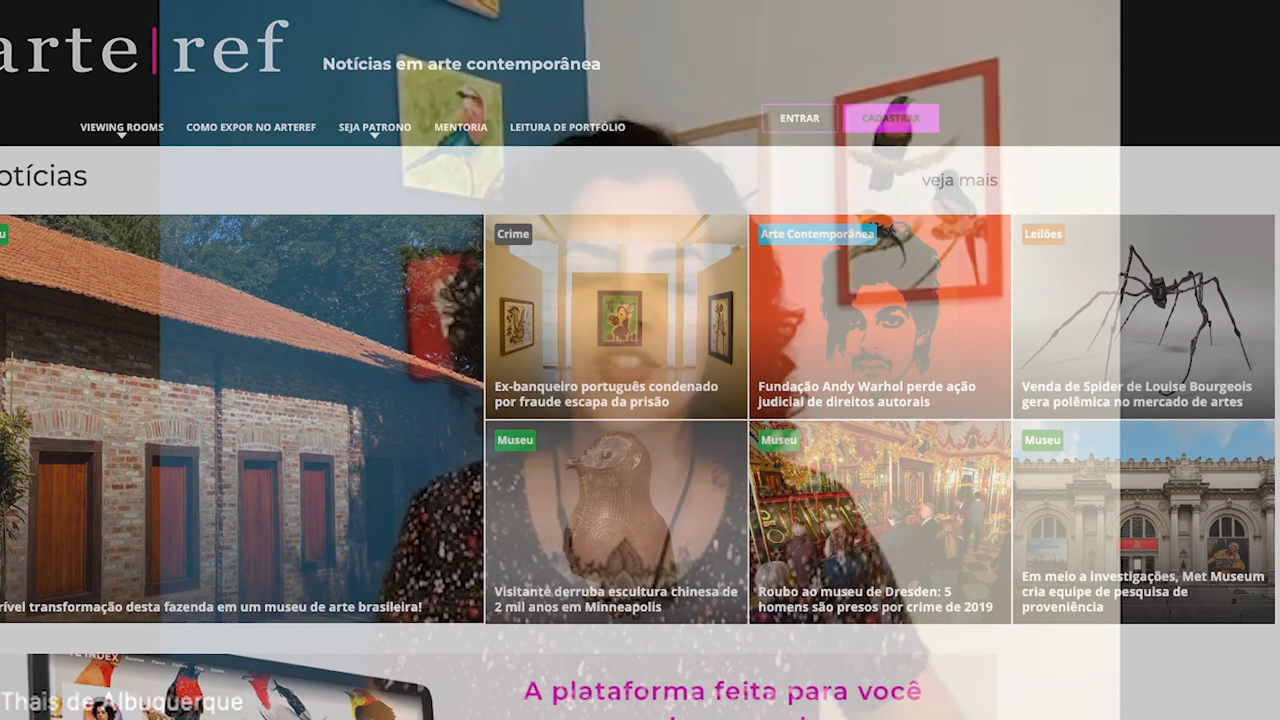 arte|ref
Notícias em arte contemporânea
VIEWING ROOMS
COMO EXPOR NO ARTEREF
SEJA PATRONO
MENTORIA
LEITURA DE PORTFÓLIO
ENTRAR
CADASTRAR
otícias
veja mais
u
rível transformação desta fazenda em um museu de arte brasileira!
Crime
Ex-banqueiro português condenado
por fraude escapa da prisão
Arte Contemporânea
Fundação Andy Warhol perde ação
judicial de direitos autorais
Leilões
Venda de Spider de Louise Bourgeois
gera polêmica no mercado de artes
Museu
Visitante derruba escultura chinesa de
2 mil anos em Minneapolis
Museu
Roubo ao museu de Dresden: 5
homens são presos por crime de 2019
Museu
Em meio a investigações, Met Museum
cria equipe de pesquisa de
proveniência
INDEX
Thais de Albuquerque
A plataforma feita para você